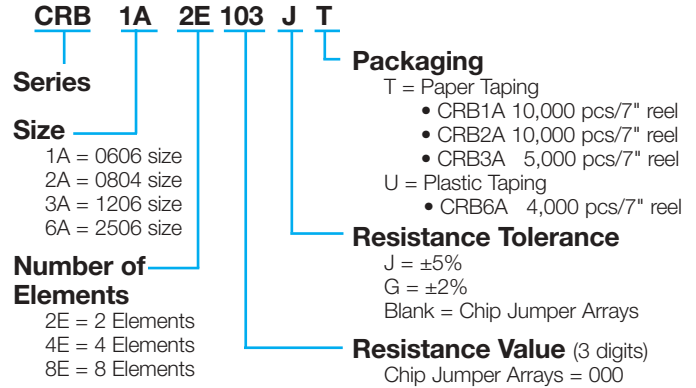 CRB 1A 2E 103 J T
Series
Size
1A = 0606 size
2A = 0804 size
3A = 1206 size
6A = 2506 size
Number of
Elements
2E = 2 Elements
4E = 4 Elements
8E = 8 Elements
Packaging
T = Paper Taping
• CRB1A 10,000 pcs/7" reel
• CRB2A 10,000 pcs/7" reel
• CRB3A 5,000 pcs/7" reel
U = Plastic Taping
• CRB6A 4,000 pcs/7" reel
Resistance Tolerance
J = ±5%
G = ±2%
Blank = Chip Jumper Arrays
Resistance Value (3 digits)
Chip Jumper Arrays = 000